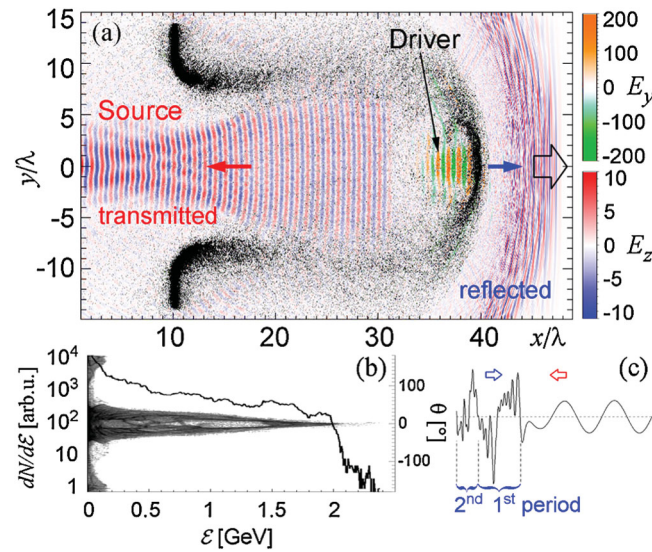 (a)
Driver
Source
transmitted
reflected
y/λ
15
10
5
0
-5
-10
0 10 20 30 40 x/λ
200
100
0
-100
-200
E_y
10
5
0
-5
-10
E_z
(b)
dN/dℰ [arb.u.]
10^4
10^3
10^2
10
1
0 0.5 1 1.5 2
ℰ [GeV]
100
0
-100
θ [°]
(c)
2nd 1st period